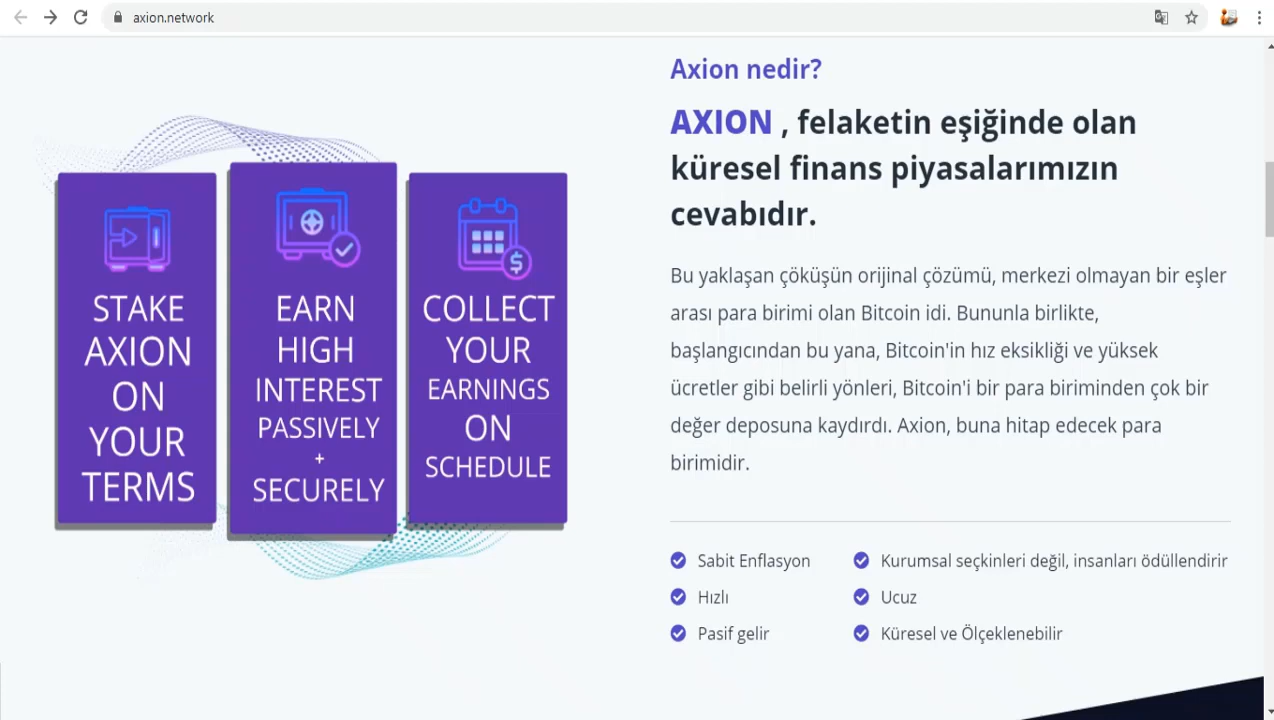 axion.network
Axion nedir?
AXION , felaketin eşiğinde olan
küresel finans piyasalarımızın
cevabıdır.
Bu yaklaşan çöküşün orijinal çözümü, merkezi olmayan bir eşler
arası para birimi olan Bitcoin idi. Bununla birlikte,
başlangıcından bu yana, Bitcoin'in hız eksikliği ve yüksek
ücretler gibi belirli yönleri, Bitcoin'i bir para biriminden çok bir
değer deposuna kaydırdı. Axion, buna hitap edecek para
birimidir.
Sabit Enflasyon
Kurumsal seçkinleri değil, insanları ödüllendirir
Hızlı
Ucuz
Pasif gelir
Küresel ve Ölçeklenebilir
STAKE
AXION
ON
YOUR
TERMS
EARN
HIGH
INTEREST
PASSIVELY
+
SECURELY
COLLECT
YOUR
EARNINGS
ON
SCHEDULE